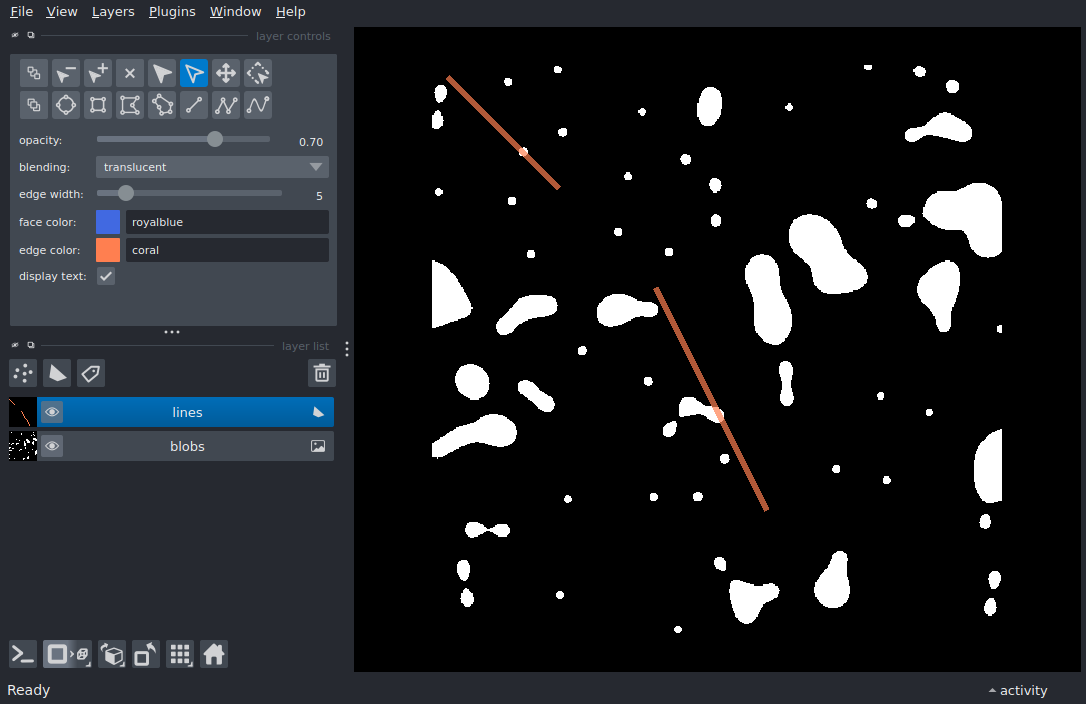 File View Layers Plugins Window Help
layer controls
opacity: 0.70
blending: translucent
edge width: 5
face color: royalblue
edge color: coral
display text:
layer list
lines
blobs
Ready activity